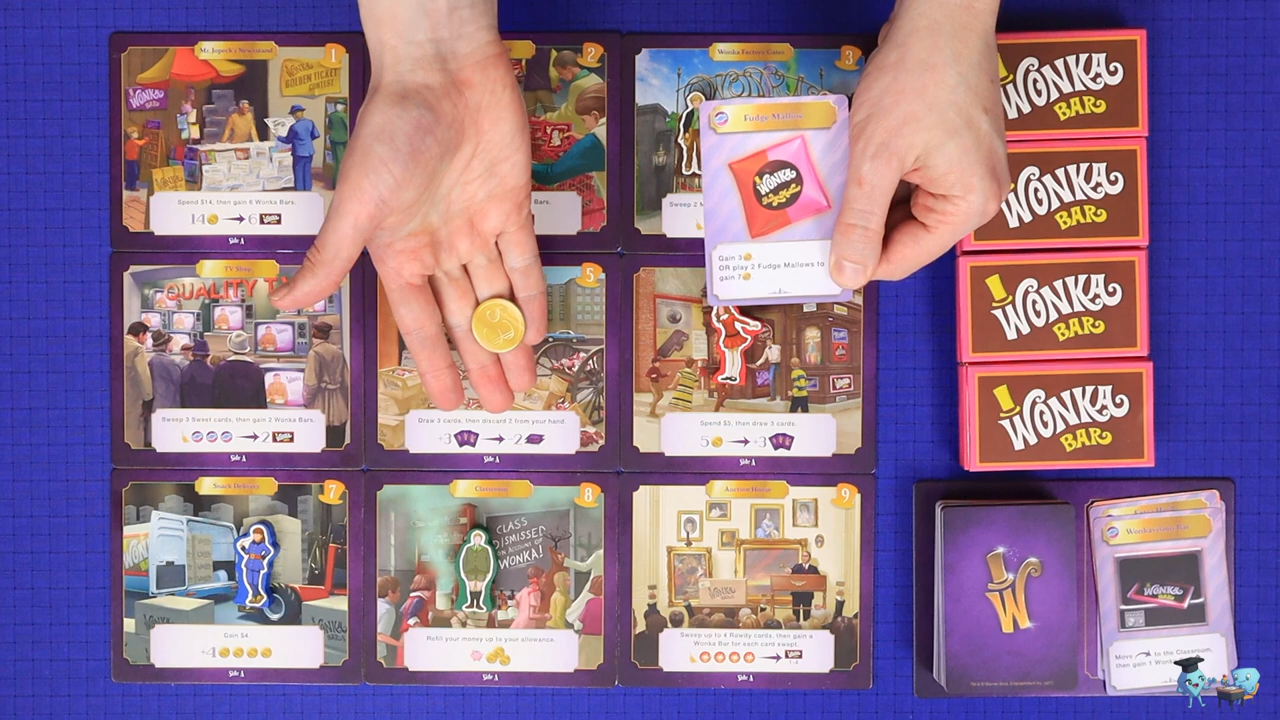 Mr. Jopeck's Newsstand
1
WONKA
BARS
WONKA
GOLDEN TICKET
CONTEST
Spend $14, then gain 6 Wonka Bars.
14 → 6
Side A
2
Bars.
Wonka Factory Gates
3
Sweep 2
Fudge Mallows
WONKA
Gain 3
OR play 2 Fudge Mallows to
gain 7
WONKA
BAR
WONKA
BAR
WONKA
BAR
WONKA
BAR
TV Shop
QUALITY T
Sweep 3 Sweet cards, then gain 2 Wonka Bars.
→ 2
Side A
5
Draw 3 cards, then discard 2 from your hand.
+3 → -2
Side A
Spend $5, then draw 3 cards.
5 → +3
Side A
Snack Delivery
7
Gain $4.
+4
Side A
Classroom
8
CLASS
DISMISSED
ON ACCOUNT OF
WONKA!
Refill your money up to your allowance.
Side A
Auction House
9
Sweep up to 4 Rowdy cards, then gain a
Wonka Bar for each card swept.
→ 1-4
Side A
W
Wonkavision Bar
WONKA
Move to the Classroom,
then gain 1